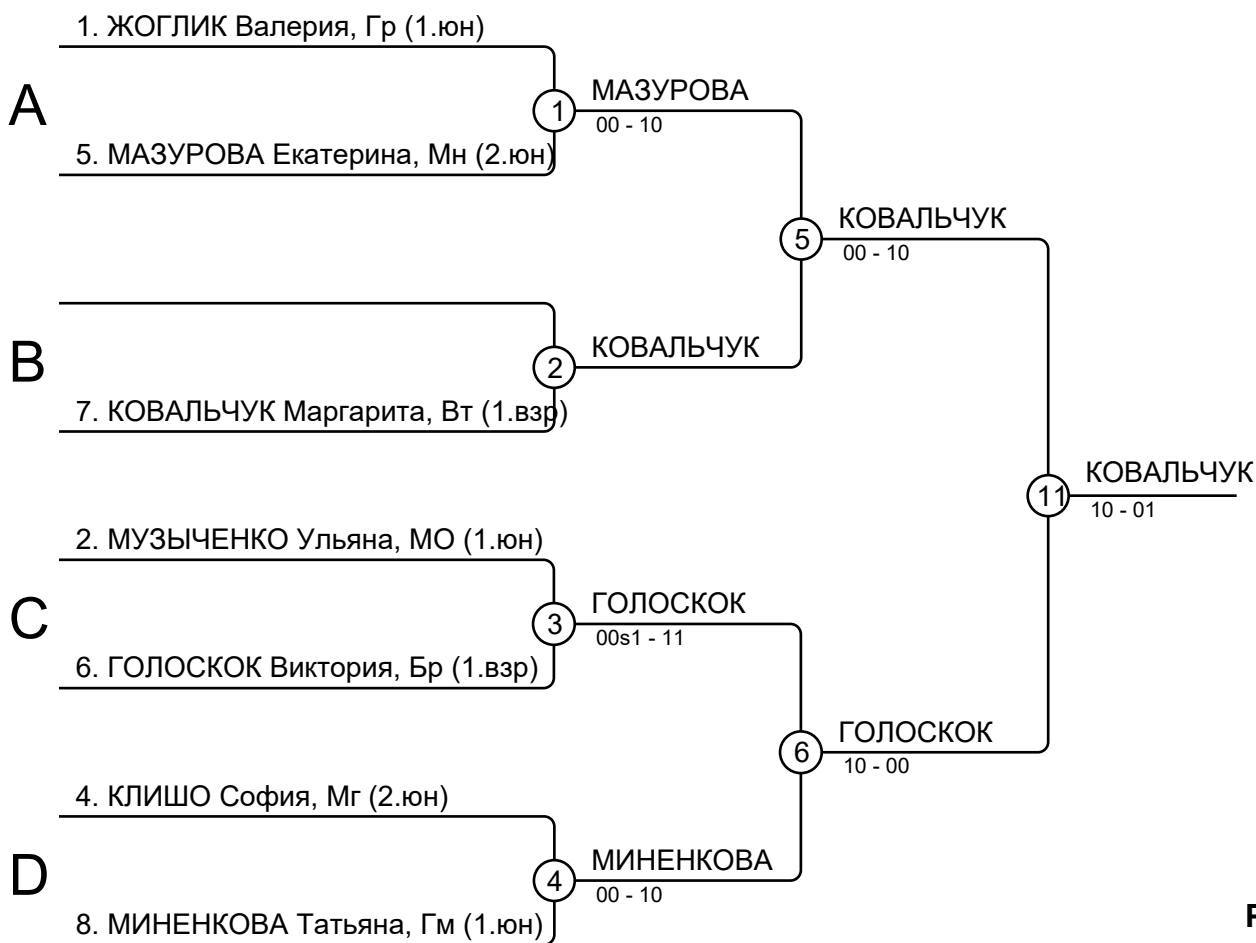 1. ЖОГЛИК Валерия, Гр (1.юн)
A
1
МАЗУРОВА
00 - 10
5. МАЗУРОВА Екатерина, Мн (2.юн)
5
КОВАЛЬЧУК
00 - 10
B
2
КОВАЛЬЧУК
7. КОВАЛЬЧУК Маргарита, Вт (1.взр)
11
КОВАЛЬЧУК
10 - 01
2. МУЗЫЧЕНКО Ульяна, МО (1.юн)
C
3
ГОЛОСКОК
00s1 - 11
6. ГОЛОСКОК Виктория, Бр (1.взр)
6
ГОЛОСКОК
10 - 00
4. КЛИШО София, Мг (2.юн)
D
4
МИНЕНКОВА
00 - 10
8. МИНЕНКОВА Татьяна, Гм (1.юн)